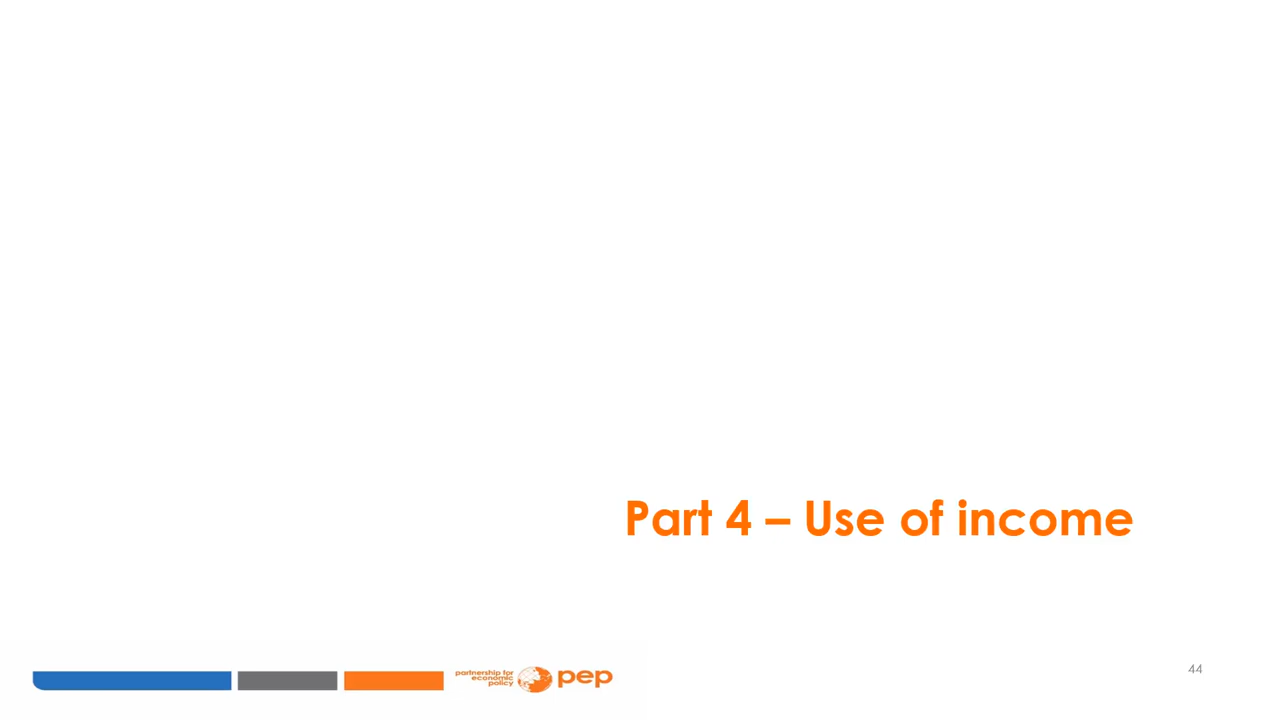 Part 4 – Use of income
partnership for
economic
policy
pep
44